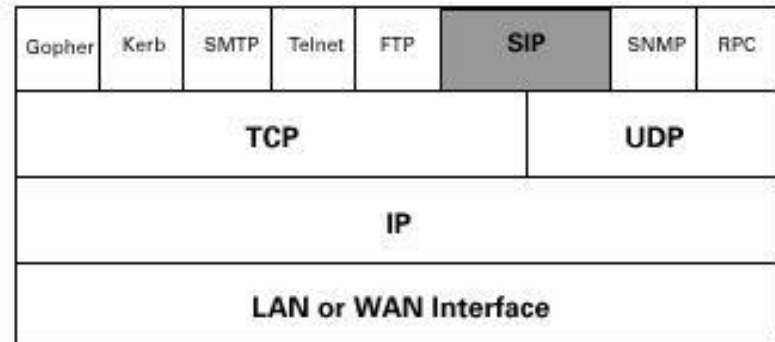 Gopher Kerb SMTP Telnet FTP SIP SNMP RPC
TCP UDP
IP
LAN or WAN Interface